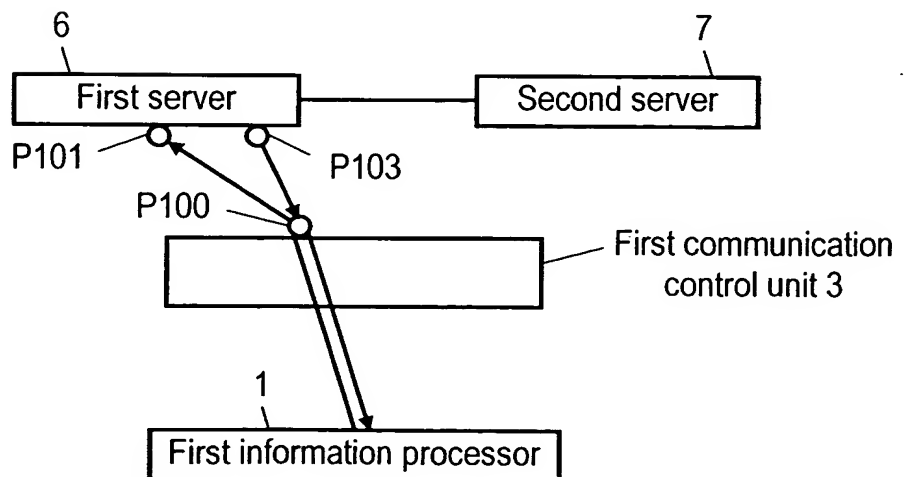 6
7
First server
Second server
P101
P103
P100
First communication
control unit 3
1
First information processor